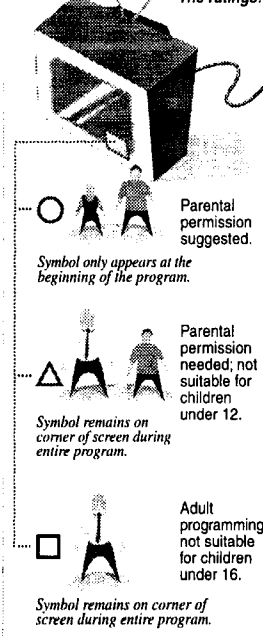 The ratings:
Parental
permission
suggested.
Symbol only appears at the
beginning of the program.
Parental
permission
needed; not
suitable for
children
under 12.
Symbol remains on
corner of screen during
entire program.
Adult
programming
not suitable
for children
under 16.
Symbol remains on corner of
screen during entire program.